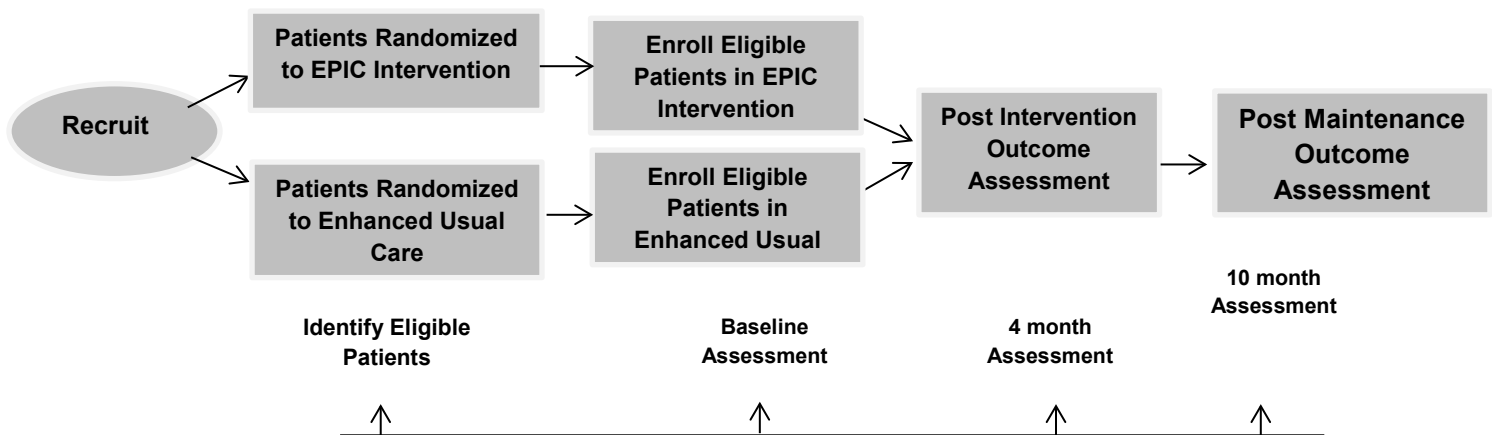 Recruit
Patients Randomized
to EPIC Intervention
Enroll Eligible
Patients in EPIC
Intervention
Patients Randomized
to Enhanced Usual
Care
Enroll Eligible
Patients in
Enhanced Usual
Post Intervention
Outcome
Assessment
Post Maintenance
Outcome
Assessment
Identify Eligible
Patients
Baseline
Assessment
4 month
Assessment
10 month
Assessment